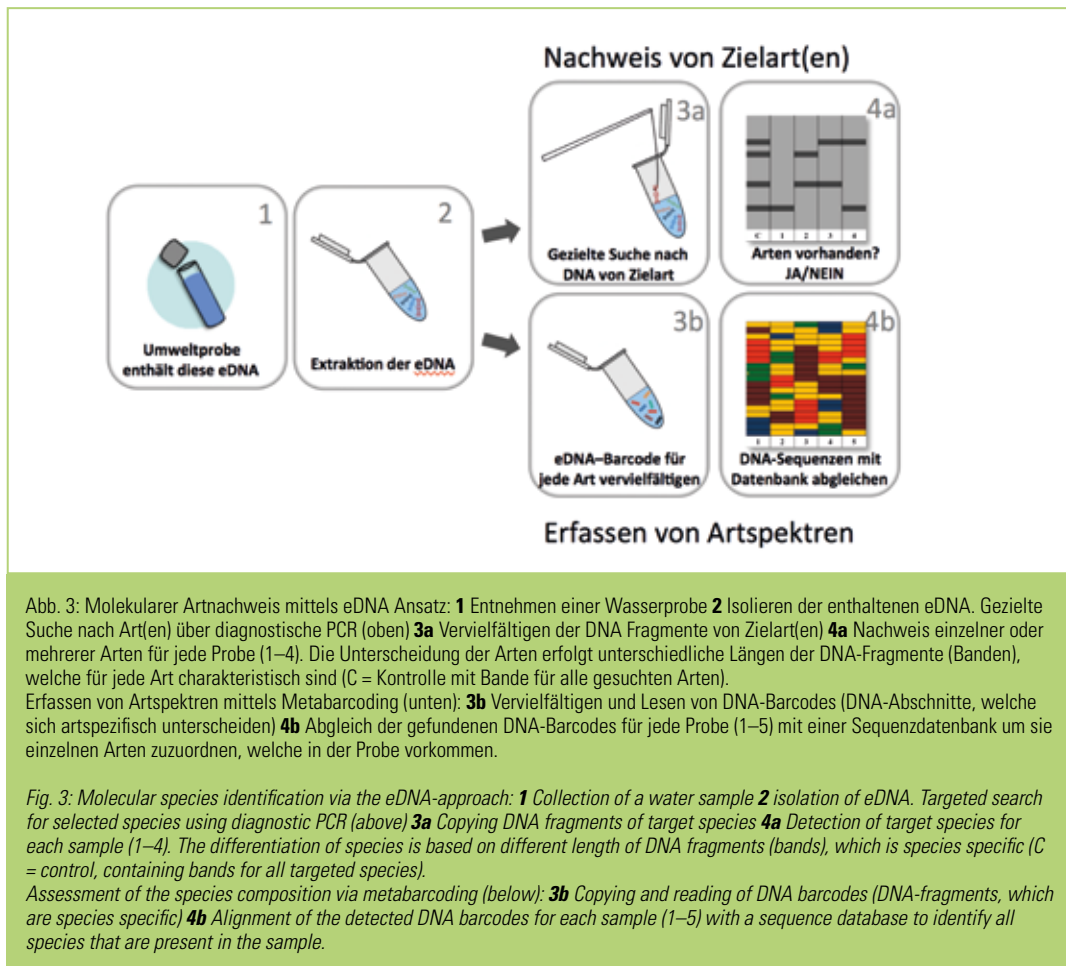 Nachweis von Zielart(en)
1
Umweltprobe
enthält diese eDNA
2
Extraktion der eDNA
3a
Gezielte Suche nach
DNA von Zielart
4a
C 1 2 3 4
Arten vorhanden?
JA/NEIN
3b
eDNA–Barcode für
jede Art vervielfältigen
4b
1 2 3 4 5
DNA-Sequenzen mit
Datenbank abgleichen
Erfassen von Artspektren
Abb. 3: Molekularer Artnachweis mittels eDNA Ansatz: 1 Entnehmen einer Wasserprobe 2 Isolieren der enthaltenen eDNA. Gezielte
Suche nach Art(en) über diagnostische PCR (oben) 3a Vervielfältigen der DNA Fragmente von Zielart(en) 4a Nachweis einzelner oder
mehrerer Arten für jede Probe (1–4). Die Unterscheidung der Arten erfolgt unterschiedliche Längen der DNA-Fragmente (Banden),
welche für jede Art charakteristisch sind (C = Kontrolle mit Bande für alle gesuchten Arten).
Erfassen von Artspektren mittels Metabarcoding (unten): 3b Vervielfältigen und Lesen von DNA-Barcodes (DNA-Abschnitte, welche
sich artspezifisch unterscheiden) 4b Abgleich der gefundenen DNA-Barcodes für jede Probe (1–5) mit einer Sequenzdatenbank um sie
einzelnen Arten zuzuordnen, welche in der Probe vorkommen.
Fig. 3: Molecular species identification via the eDNA-approach: 1 Collection of a water sample 2 isolation of eDNA. Targeted search
for selected species using diagnostic PCR (above) 3a Copying DNA fragments of target species 4a Detection of target species for
each sample (1–4). The differentiation of species is based on different length of DNA fragments (bands), which is species specific (C
= control, containing bands for all targeted species).
Assessment of the species composition via metabarcoding (below): 3b Copying and reading of DNA barcodes (DNA-fragments, which
are species specific) 4b Alignment of the detected DNA barcodes for each sample (1–5) with a sequence database to identify all
species that are present in the sample.